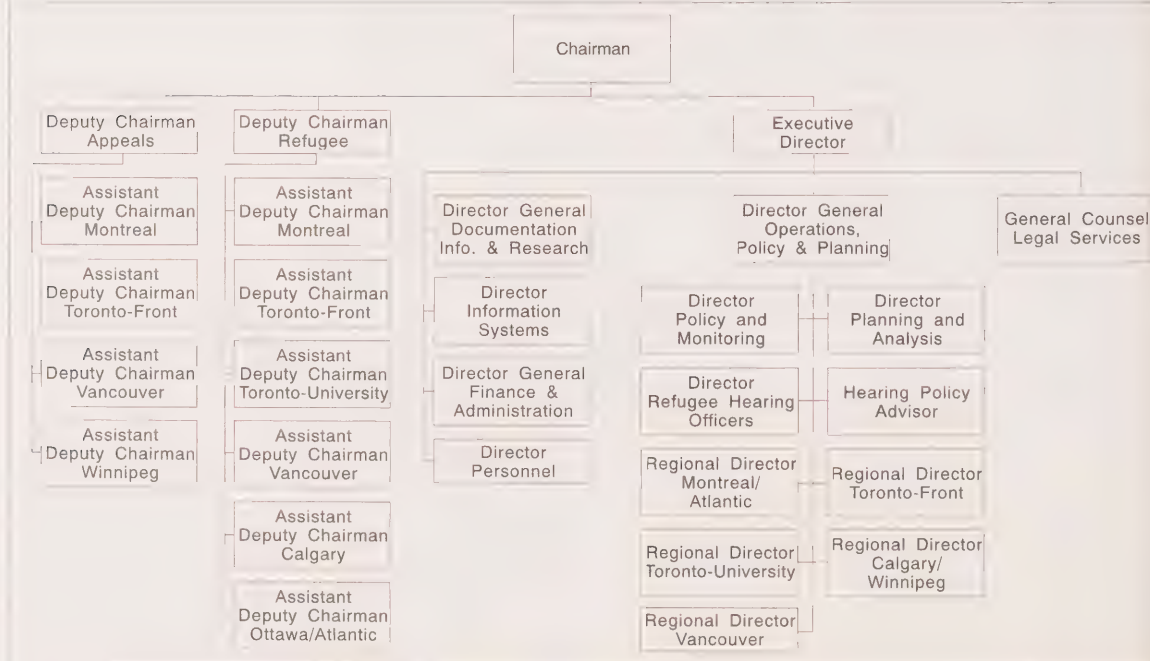 Chairman
Deputy Chairman
Appeals
Deputy Chairman
Refugee
Executive
Director
Assistant
Deputy Chairman
Montreal
Assistant
Deputy Chairman
Toronto-Front
Assistant
Deputy Chairman
Vancouver
Assistant
Deputy Chairman
Winnipeg
Assistant
Deputy Chairman
Montreal
Assistant
Deputy Chairman
Toronto-Front
Assistant
Deputy Chairman
Toronto-University
Assistant
Deputy Chairman
Vancouver
Assistant
Deputy Chairman
Calgary
Assistant
Deputy Chairman
Ottawa/Atlantic
Director General
Documentation
Info. & Research
Director
Information
Systems
Director General
Finance &
Administration
Director
Personnel
Director General
Operations,
Policy & Planning
Director
Policy and
Monitoring
Director
Planning and
Analysis
Director
Refugee Hearing
Officers
Hearing Policy
Advisor
Regional Director
Montreal/
Atlantic
Regional Director
Toronto-Front
Regional Director
Toronto-University
Regional Director
Calgary/
Winnipeg
Regional Director
Vancouver
General Counsel
Legal Services